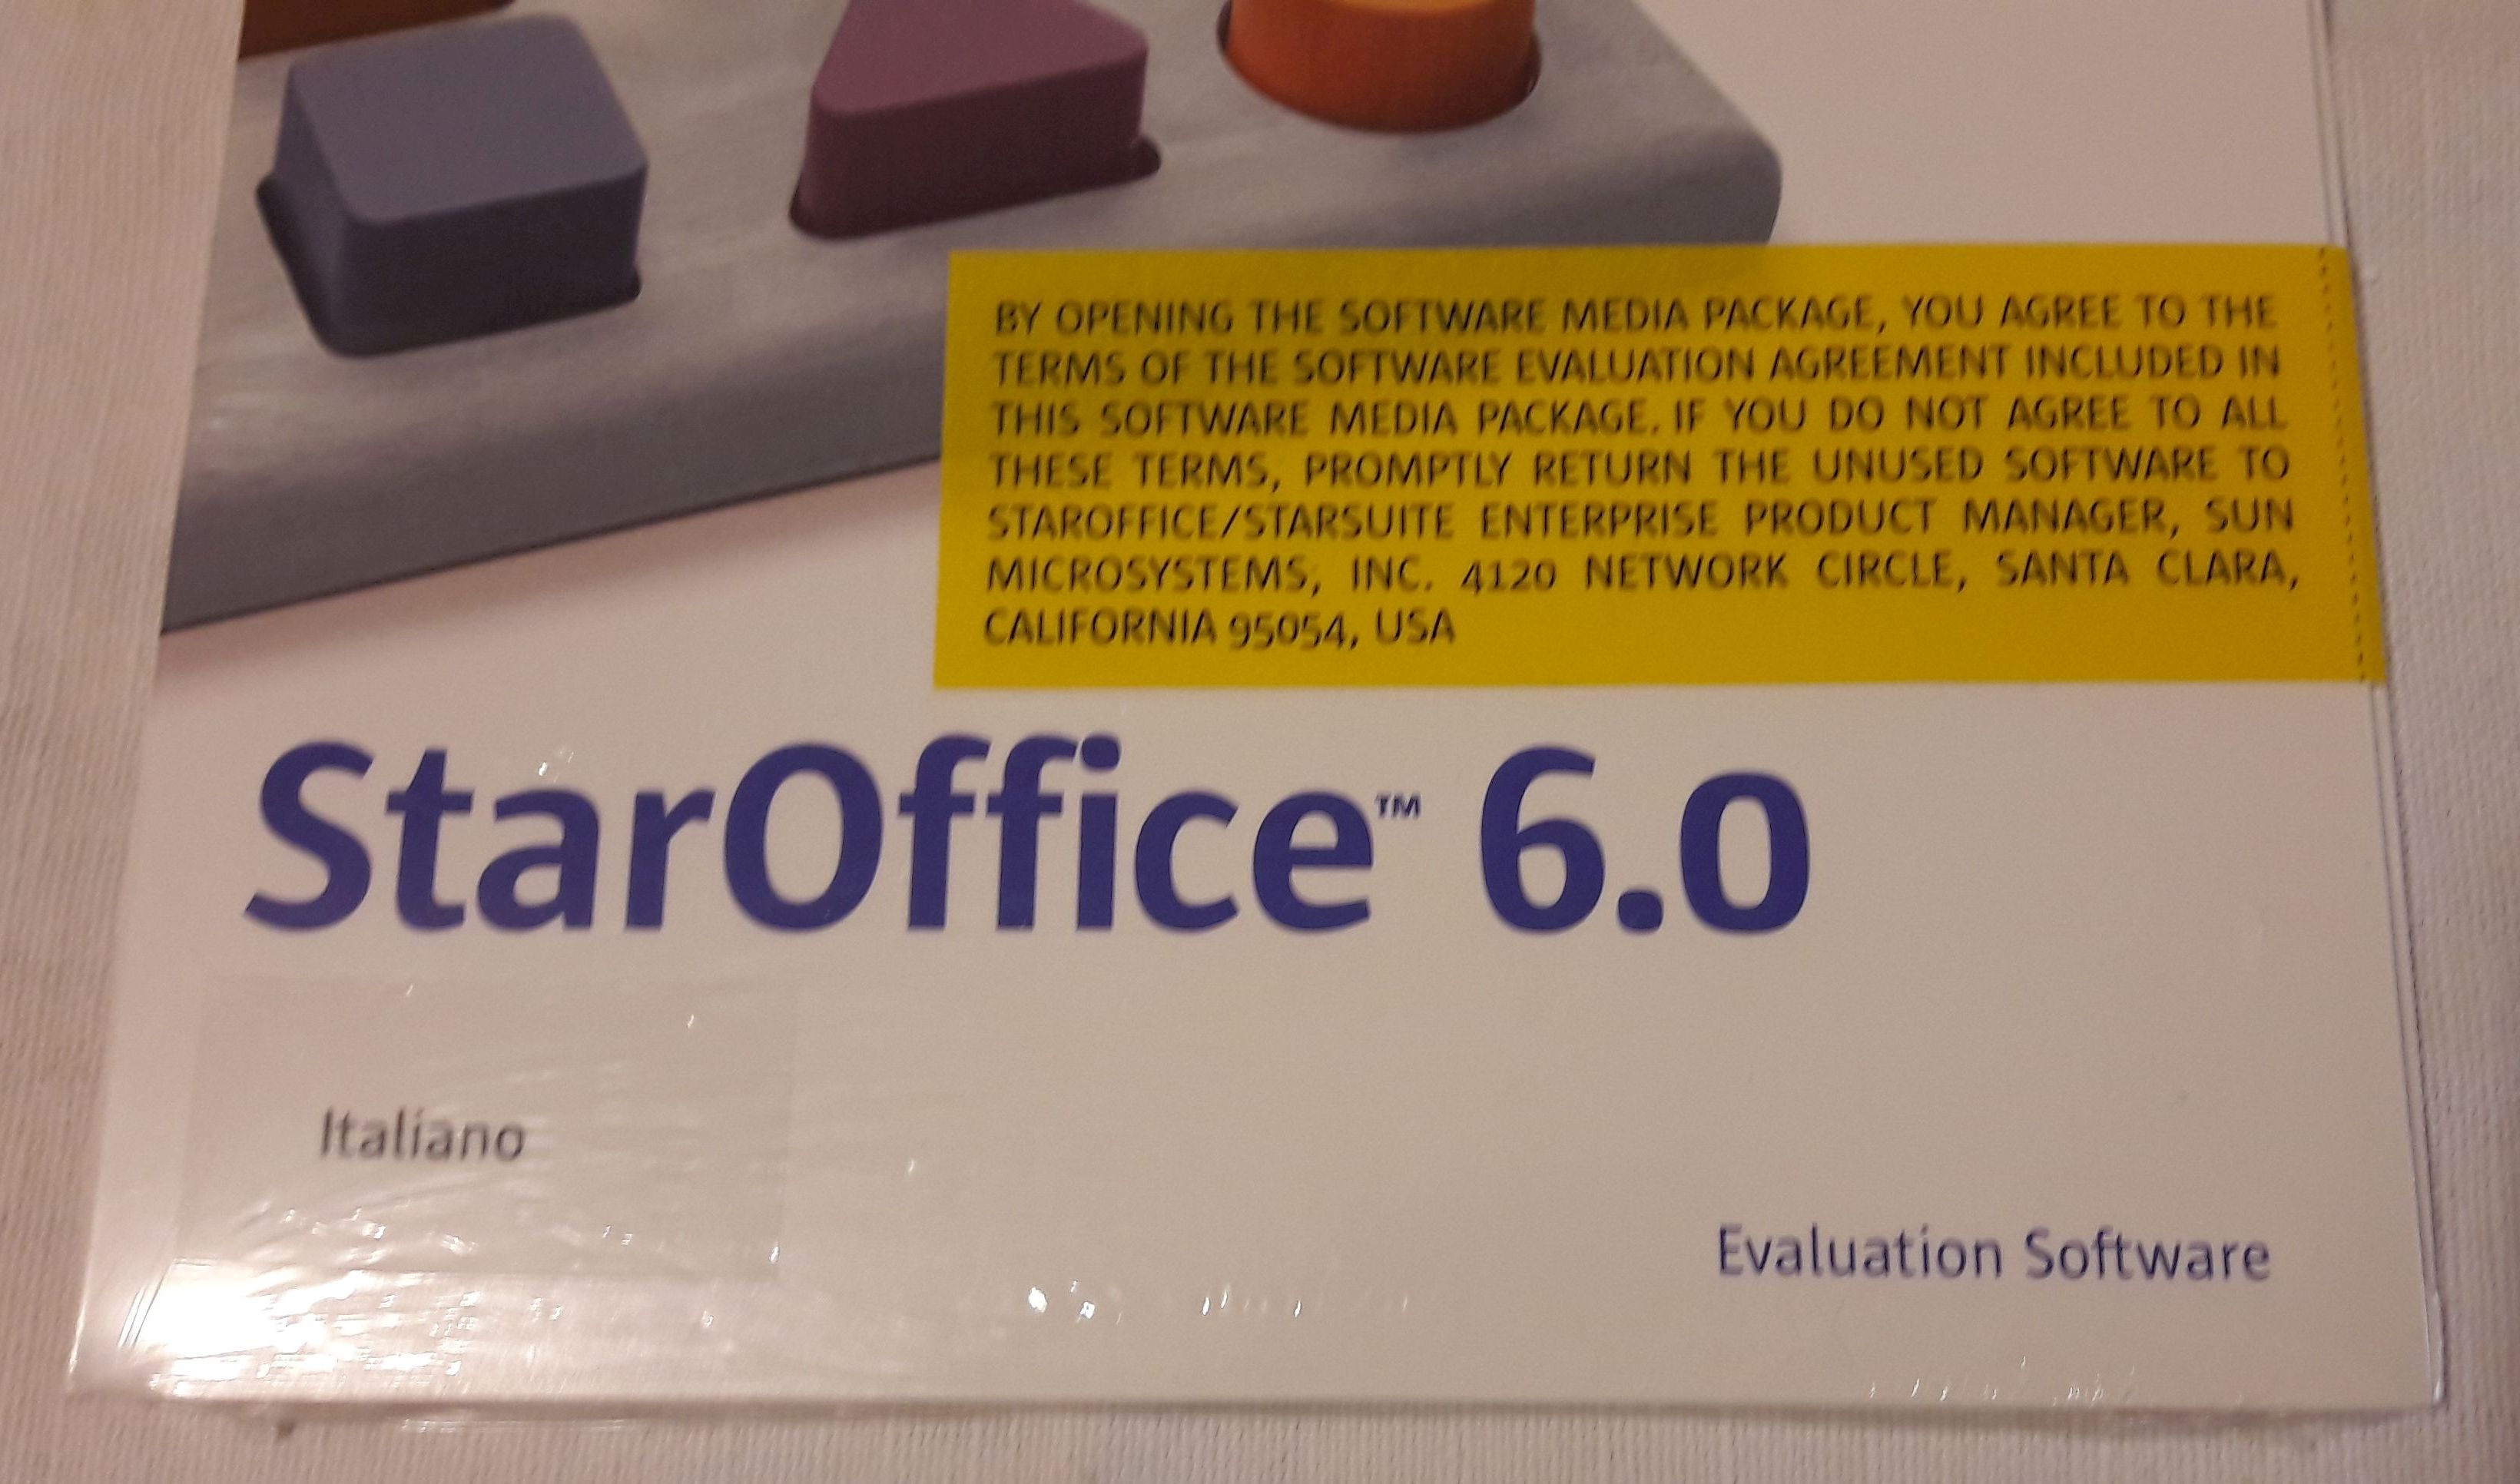 BY OPENING THE SOFTWARE MEDIA PACKAGE, YOU AGREE TO THE
TERMS OF THE SOFTWARE EVALUATION AGREEMENT INCLUDED IN
THIS SOFTWARE MEDIA PACKAGE. IF YOU DO NOT AGREE TO ALL
THESE TERMS, PROMPTLY RETURN THE UNUSED SOFTWARE TO
STAROFFICE/STARSUITE ENTERPRISE PRODUCT MANAGER, SUN
MICROSYSTEMS, INC. 4120 NETWORK CIRCLE, SANTA CLARA,
CALIFORNIA 95054, USA
StarOffice™ 6.0
Italiano
Evaluation Software